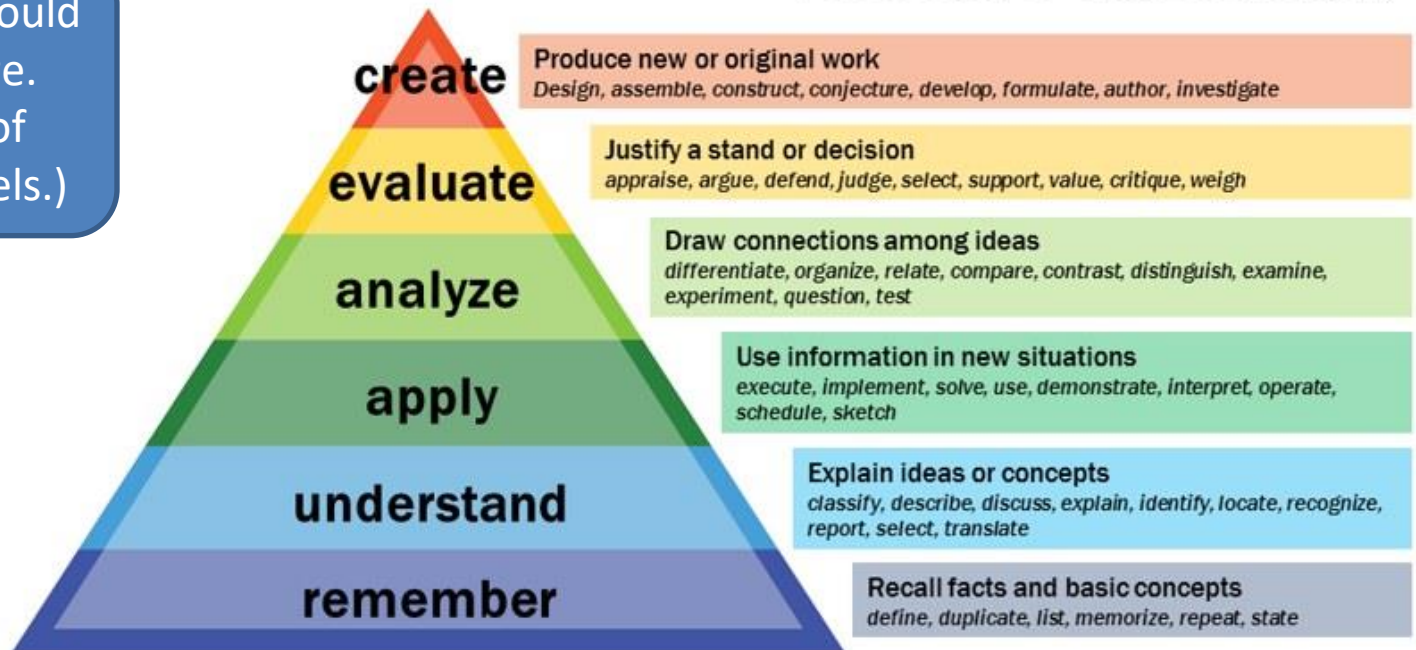 ould
e.
of
els.)
create
Produce new or original work
Design, assemble, construct, conjecture, develop, formulate, author, investigate
evaluate
Justify a stand or decision
appraise, argue, defend, judge, select, support, value, critique, weigh
analyze
Draw connections among ideas
differentiate, organize, relate, compare, contrast, distinguish, examine,
experiment, question, test
apply
Use information in new situations
execute, implement, solve, use, demonstrate, interpret, operate,
schedule, sketch
understand
Explain ideas or concepts
classify, describe, discuss, explain, identify, locate, recognize,
report, select, translate
remember
Recall facts and basic concepts
define, duplicate, list, memorize, repeat, state